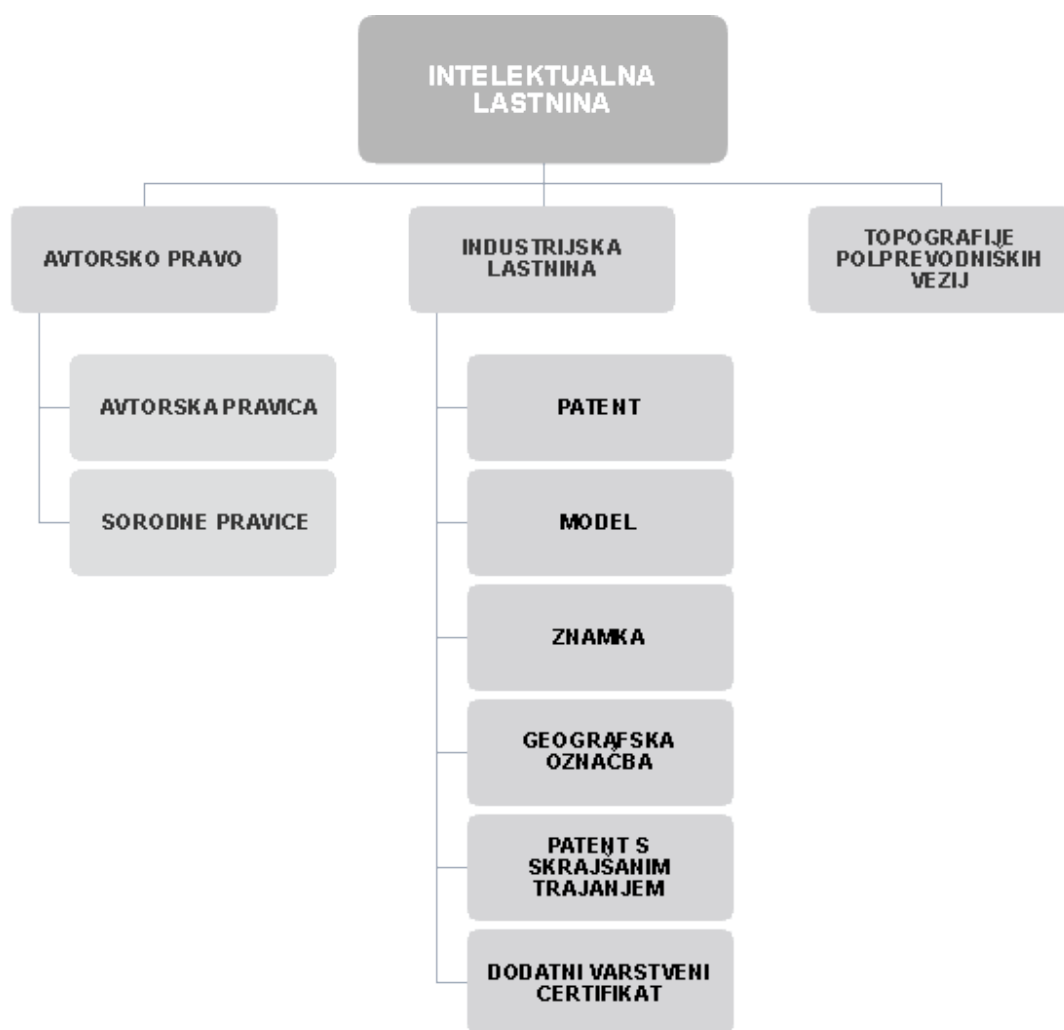 INTELEKTUALNA
LASTNINA
AVTORSKO PRAVO
INDUSTRIJSKA
LASTNINA
TOPOGRAFIJE
POLPREVODNIŠKIH
VEZIJ
AVTORSKA PRAVICA
SORODNE PRAVICE
PATENT
MODEL
ZNAMKA
GEOGRAFSKA
OZNAČBA
PATENT S
SKRAJŠANIM
TRAJANJEM
DODATNI VARSTVENI
CERTIFIKAT